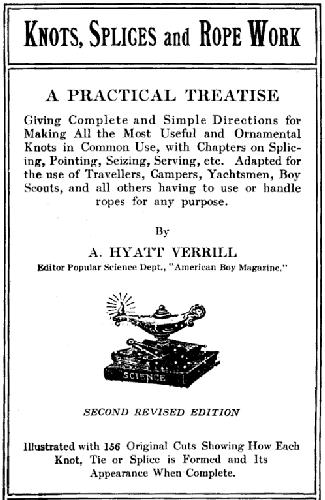 KNOTS, SPLICES and ROPE WORK
A PRACTICAL TREATISE
Giving Complete and Simple Directions for
Making All the Most Useful and Ornamental
Knots in Common Use, with Chapters on Splic-
ing, Pointing, Seizing, Serving, etc. Adapted for
the use of Travellers, Campers, Yachtsmen, Boy
Scouts, and all others having to use or handle
ropes for any purpose.
By
A. HYATT VERRILL
Editor Popular Science Dept., "American Boy Magazine."
SCIENCE
SECOND REVISED EDITION
Illustrated with 156 Original Cuts Showing How Each
Knot, Tie or Splice is Formed and Its
Appearance When Complete.